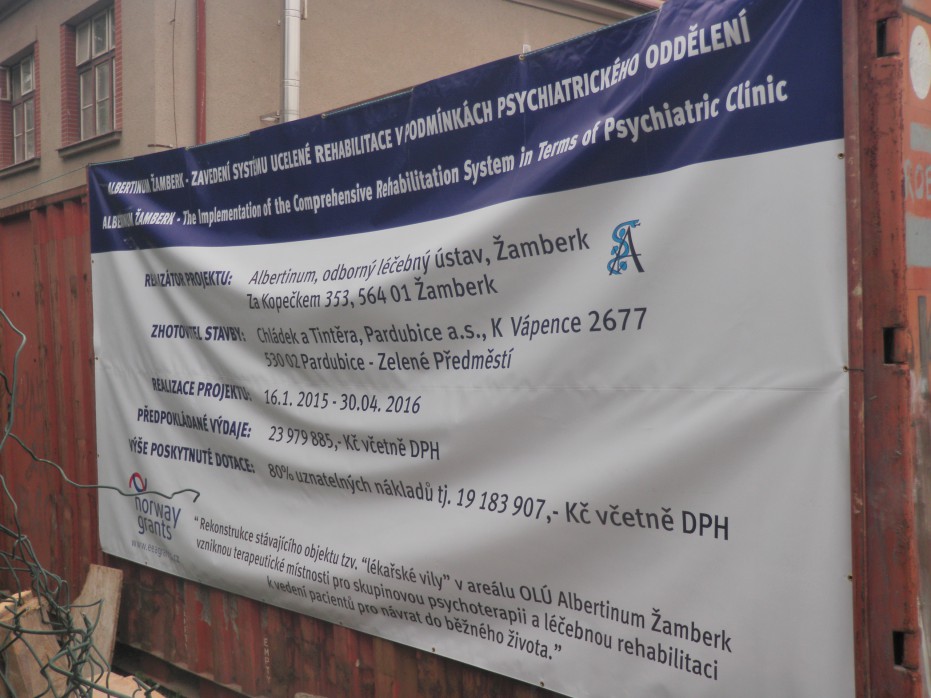 ALBERTINUM ŽAMBERK - ZAVEDENÍ SYSTÉMU UCELENÉ REHABILITACE V PODMÍNKÁCH PSYCHIATRICKÉHO ODDĚLENÍ
ALBERTINUM ŽAMBERK - The Implementation of the Comprehensive Rehabilitation System in Terms of Psychiatric Clinic
REALIZÁTOR PROJEKTU: Albertinum, odborný léčebný ústav, Žamberk
Za Kopečkem 353, 564 01 Žamberk
ZHOTOVITEL STAVBY: Chládek a Tintěra, Pardubice a.s., K Vápence 2677
530 02 Pardubice - Zelené Předměstí
REALIZACE PROJEKTU: 16.1. 2015 - 30.04. 2016
PŘEDPOKLÁDANÉ VÝDAJE: 23 979 885,- Kč včetně DPH
VÝŠE POSKYTNUTÉ DOTACE: 80% uznatelných nákladů tj. 19 183 907,- Kč včetně DPH
norway
grants
www.eeagrants.cz
"Rekonstrukce stávajícího objektu tzv. "lékařské vily" v areálu OLÚ Albertinum Žamberk
vzniknou terapeutické místnosti pro skupinovou psychoterapii a léčebnou rehabilitaci
k vedení pacientů pro návrat do běžného života."